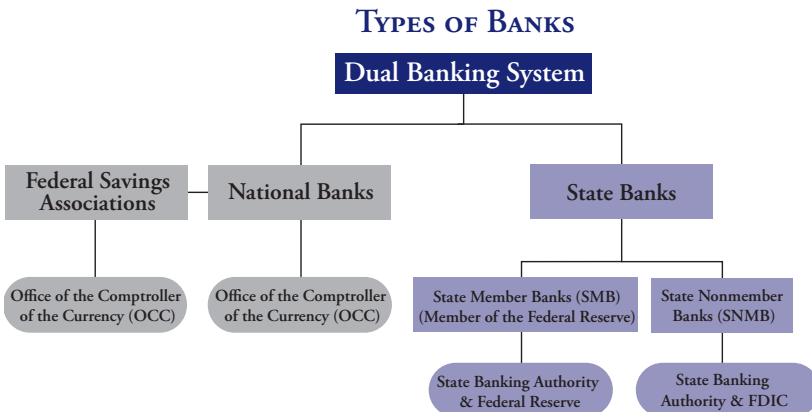 Types of Banks
Dual Banking System
Federal Savings
Associations
National Banks
State Banks
Office of the Comptroller
of the Currency (OCC)
Office of the Comptroller
of the Currency (OCC)
State Member Banks (SMB)
(Member of the Federal Reserve)
State Nonmember
Banks (SNMB)
State Banking Authority
& Federal Reserve
State Banking
Authority & FDIC